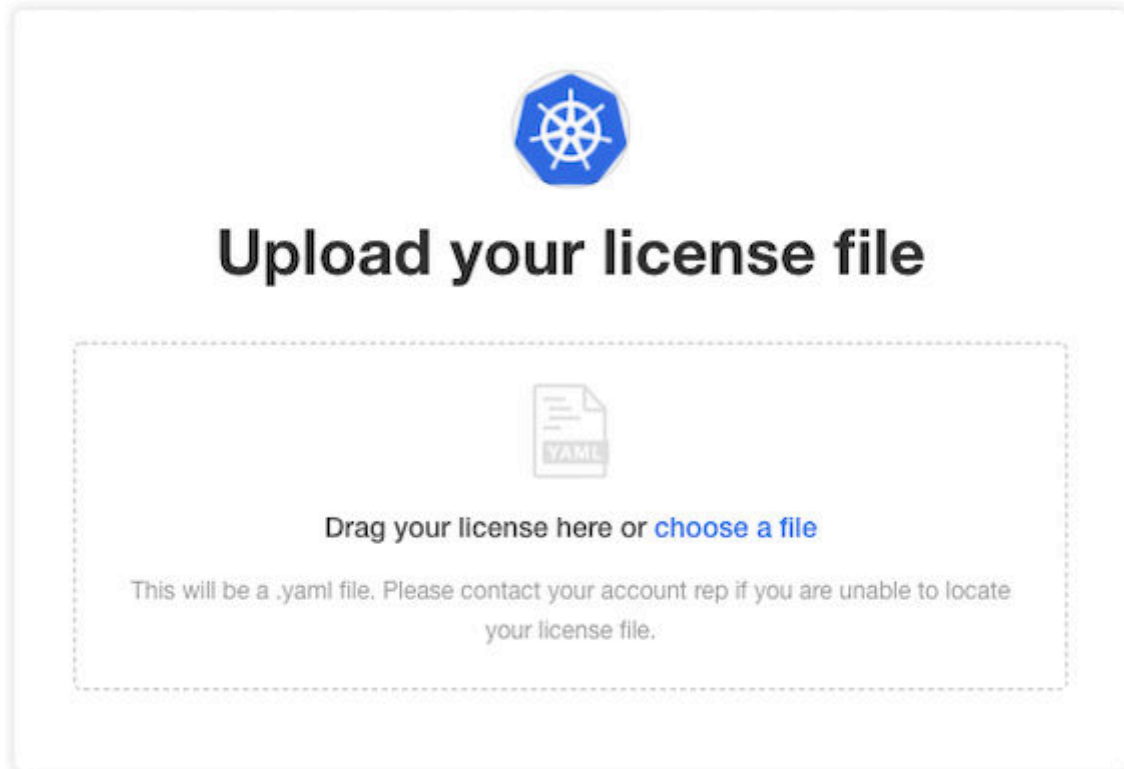 Upload your license file
YAML
Drag your license here or choose a file
This will be a .yaml file. Please contact your account rep if you are unable to locate
your license file.